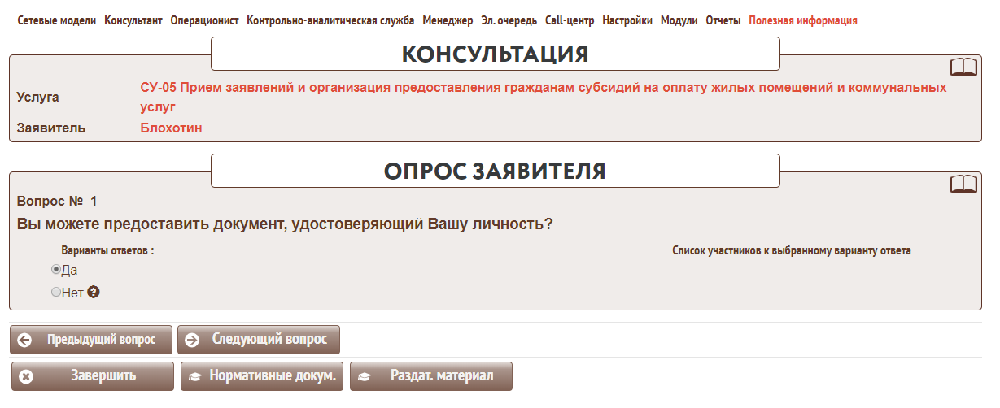 Сетевые модели Консультант Операционист Контрольно-аналитическая служба Менеджер Эл. очередь Call-центр Настройки Модули Отчеты Полезная информация
КОНСУЛЬТАЦИЯ
Услуга СУ-05 Прием заявлений и организация предоставления гражданам субсидий на оплату жилых помещений и коммунальных
услуг
Заявитель Блохотин
ОПРОС ЗАЯВИТЕЛЯ
Вопрос № 1
Вы можете предоставить документ, удостоверяющий Вашу личность?
Варианты ответов : Список участников к выбранному варианту ответа
Да
Нет ?
Предыдущий вопрос Следующий вопрос
Завершить Нормативные докум. Раздат. материал